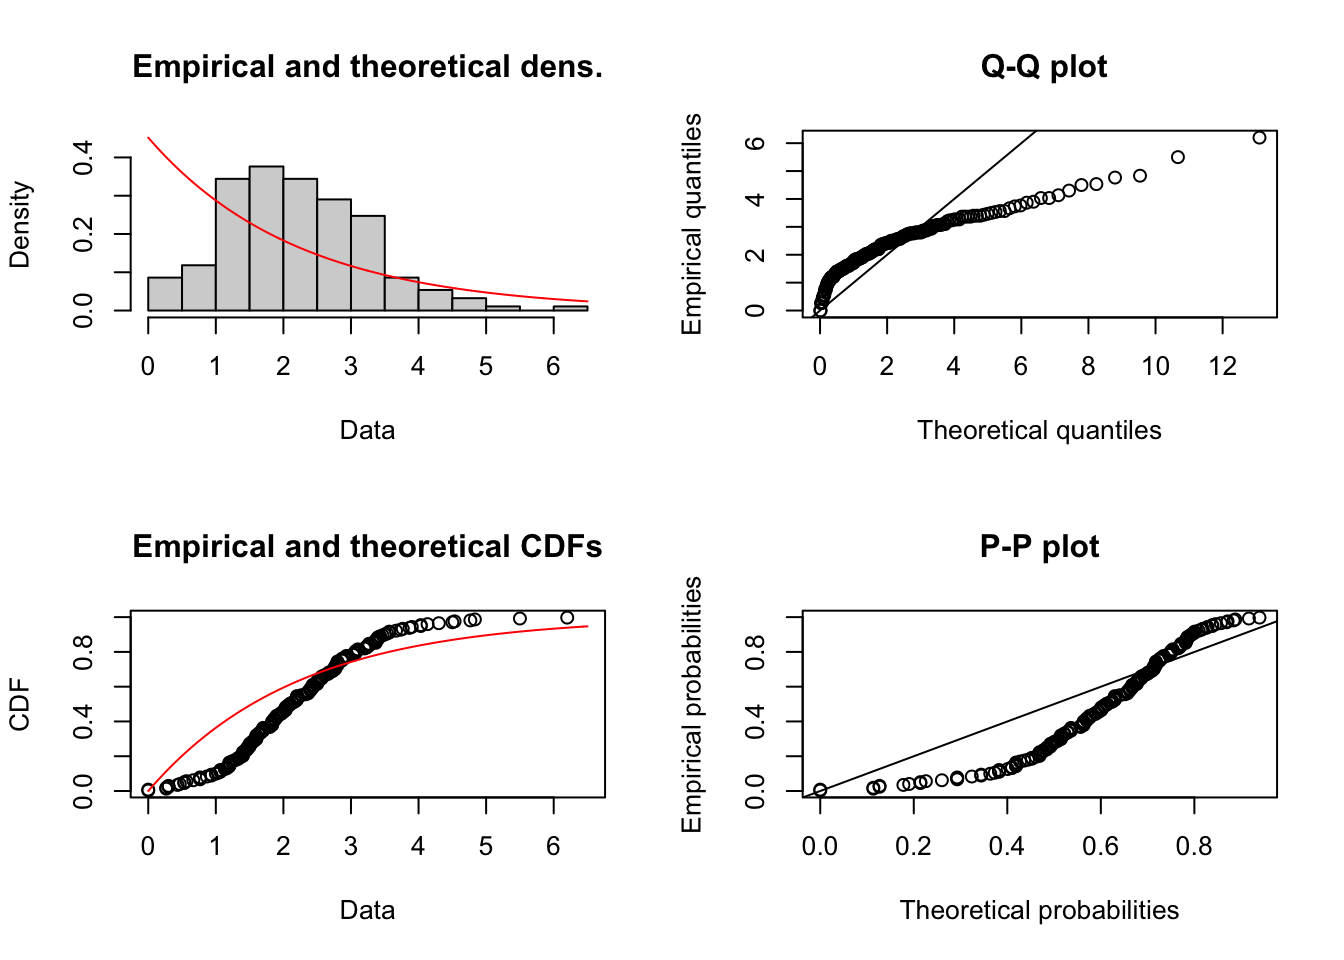 Empirical and theoretical dens.
Density
0.0 0.2 0.4
0 1 2 3 4 5 6
Data
Q-Q plot
Empirical quantiles
0 2 4 6
0 2 4 6 8 10 12
Theoretical quantiles
Empirical and theoretical CDFs
CDF
0.0 0.4 0.8
0 1 2 3 4 5 6
Data
P-P plot
Empirical probabilities
0.0 0.4 0.8
0.0 0.2 0.4 0.6 0.8
Theoretical probabilities